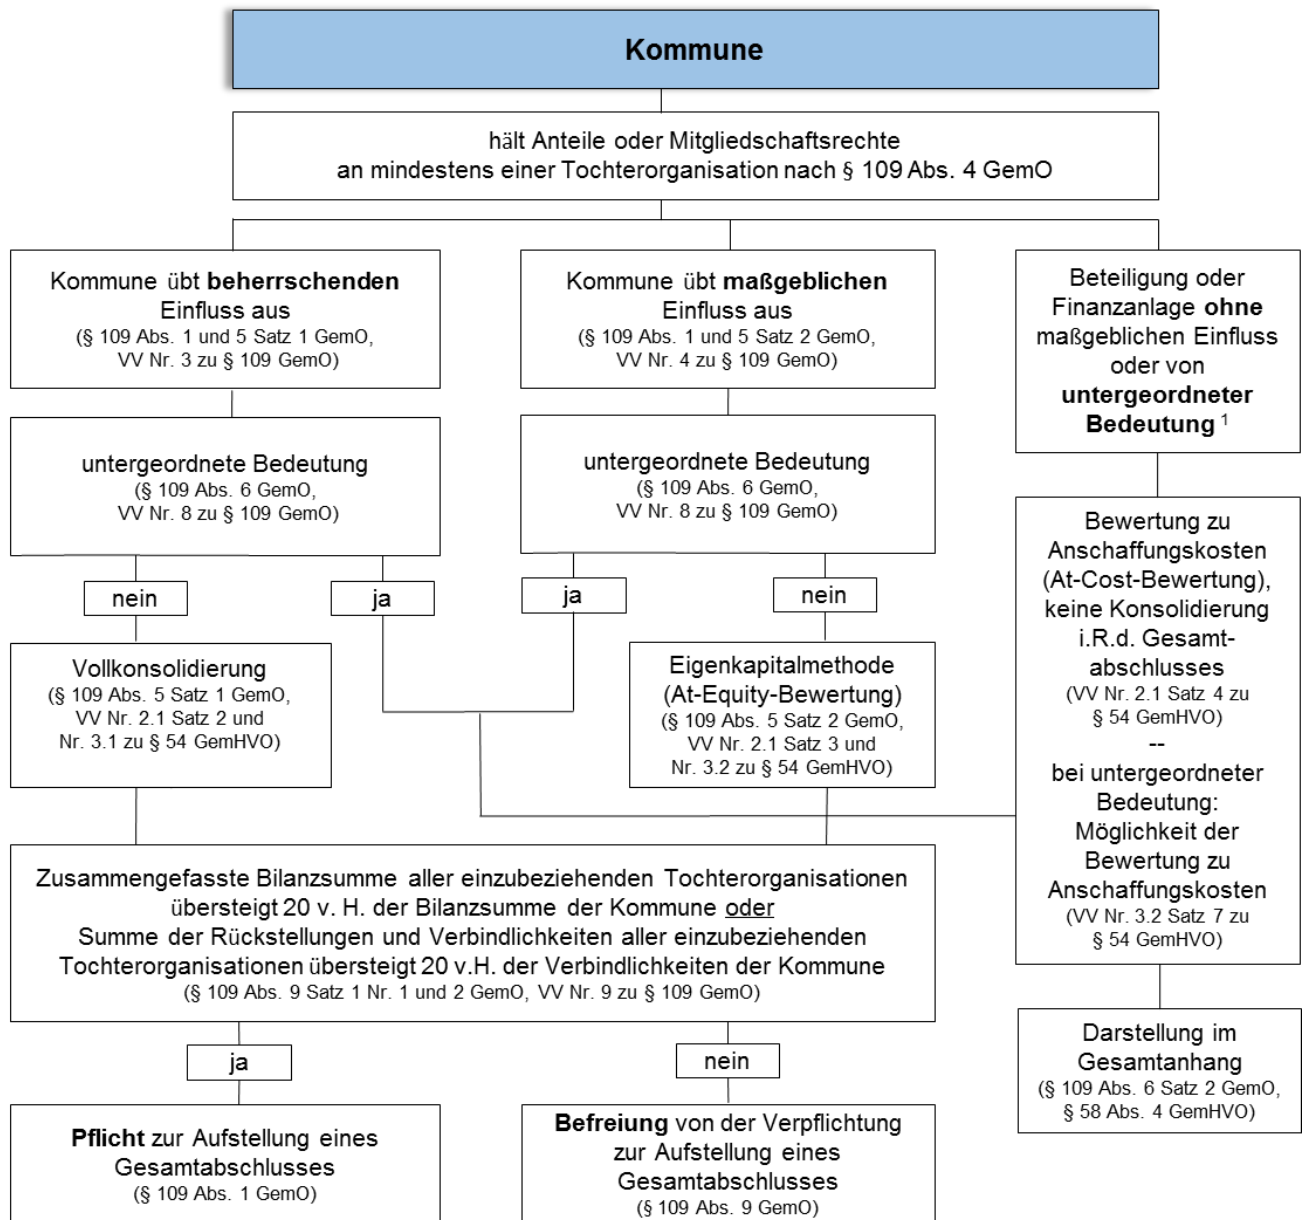 Kommune
hält Anteile oder Mitgliedschaftsrechte
an mindestens einer Tochterorganisation nach § 109 Abs. 4 GemO
Kommune übt beherrschenden
Einfluss aus
(§ 109 Abs. 1 und 5 Satz 1 GemO,
VV Nr. 3 zu § 109 GemO)
Kommune übt maßgeblichen
Einfluss aus
(§ 109 Abs. 1 und 5 Satz 2 GemO,
VV Nr. 4 zu § 109 GemO)
Beteiligung oder
Finanzanlage ohne
maßgeblichen Einfluss
oder von
untergeordneter
Bedeutung ¹
untergeordnete Bedeutung
(§ 109 Abs. 6 GemO,
VV Nr. 8 zu § 109 GemO)
untergeordnete Bedeutung
(§ 109 Abs. 6 GemO,
VV Nr. 8 zu § 109 GemO)
nein
ja
ja
nein
Vollkonsolidierung
(§ 109 Abs. 5 Satz 1 GemO,
VV Nr. 2.1 Satz 2 und
Nr. 3.1 zu § 54 GemHVO)
Eigenkapitalmethode
(At-Equity-Bewertung)
(§ 109 Abs. 5 Satz 2 GemO,
VV Nr. 2.1 Satz 3 und
Nr. 3.2 zu § 54 GemHVO)
Bewertung zu
Anschaffungskosten
(At-Cost-Bewertung),
keine Konsolidierung
i.R.d. Gesamt-
abschlusses
(VV Nr. 2.1 Satz 4 zu
§ 54 GemHVO)
--
bei untergeordneter
Bedeutung:
Möglichkeit der
Bewertung zu
Anschaffungskosten
(VV Nr. 3.2 Satz 7 zu
§ 54 GemHVO)
Zusammengefasste Bilanzsumme aller einzubeziehenden Tochterorganisationen
übersteigt 20 v. H. der Bilanzsumme der Kommune oder
Summe der Rückstellungen und Verbindlichkeiten aller einzubeziehenden
Tochterorganisationen übersteigt 20 v.H. der Verbindlichkeiten der Kommune
(§ 109 Abs. 9 Satz 1 Nr. 1 und 2 GemO, VV Nr. 9 zu § 109 GemO)
ja
nein
Darstellung im
Gesamtanhang
(§ 109 Abs. 6 Satz 2 GemO,
§ 58 Abs. 4 GemHVO)
Pflicht zur Aufstellung eines
Gesamtabschlusses
(§ 109 Abs. 1 GemO)
Befreiung von der Verpflichtung
zur Aufstellung eines
Gesamtabschlusses
(§ 109 Abs. 9 GemO)